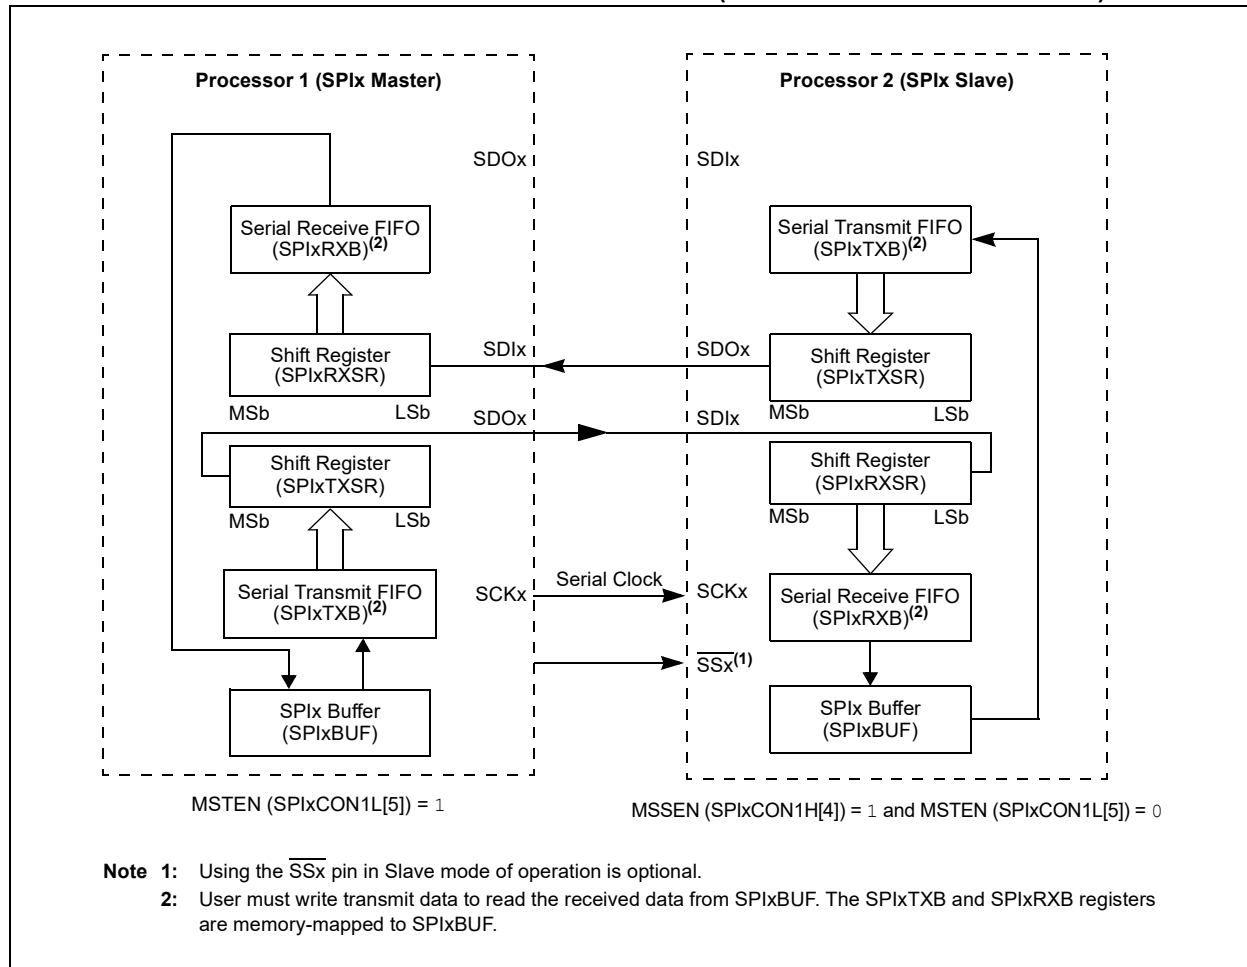 Processor 1 (SPIx Master)
SDOx
Serial Receive FIFO
(SPIxRXB)(2)
Shift Register
(SPIxRXSR)
MSb
LSb
SDIx
SDOx
Shift Register
(SPIxTXSR)
MSb
LSb
Serial Transmit FIFO
(SPIxTXB)(2)
SCKx
SPIx Buffer
(SPIxBUF)
MSTEN (SPIxCON1L[5]) = 1
Serial Clock
Processor 2 (SPIx Slave)
SDIx
Serial Transmit FIFO
(SPIxTXB)(2)
SDOx
Shift Register
(SPIxTXSR)
MSb
LSb
SDIx
Shift Register
(SPIxRXSR)
MSb
LSb
SCKx
Serial Receive FIFO
(SPIxRXB)(2)
SSx(1)
SPIx Buffer
(SPIxBUF)
MSSEN (SPIxCON1H[4]) = 1 and MSTEN (SPIxCON1L[5]) = 0
Note 1: Using the SSx pin in Slave mode of operation is optional.
2: User must write transmit data to read the received data from SPIxBUF. The SPIxTXB and SPIxRXB registers
are memory-mapped to SPIxBUF.